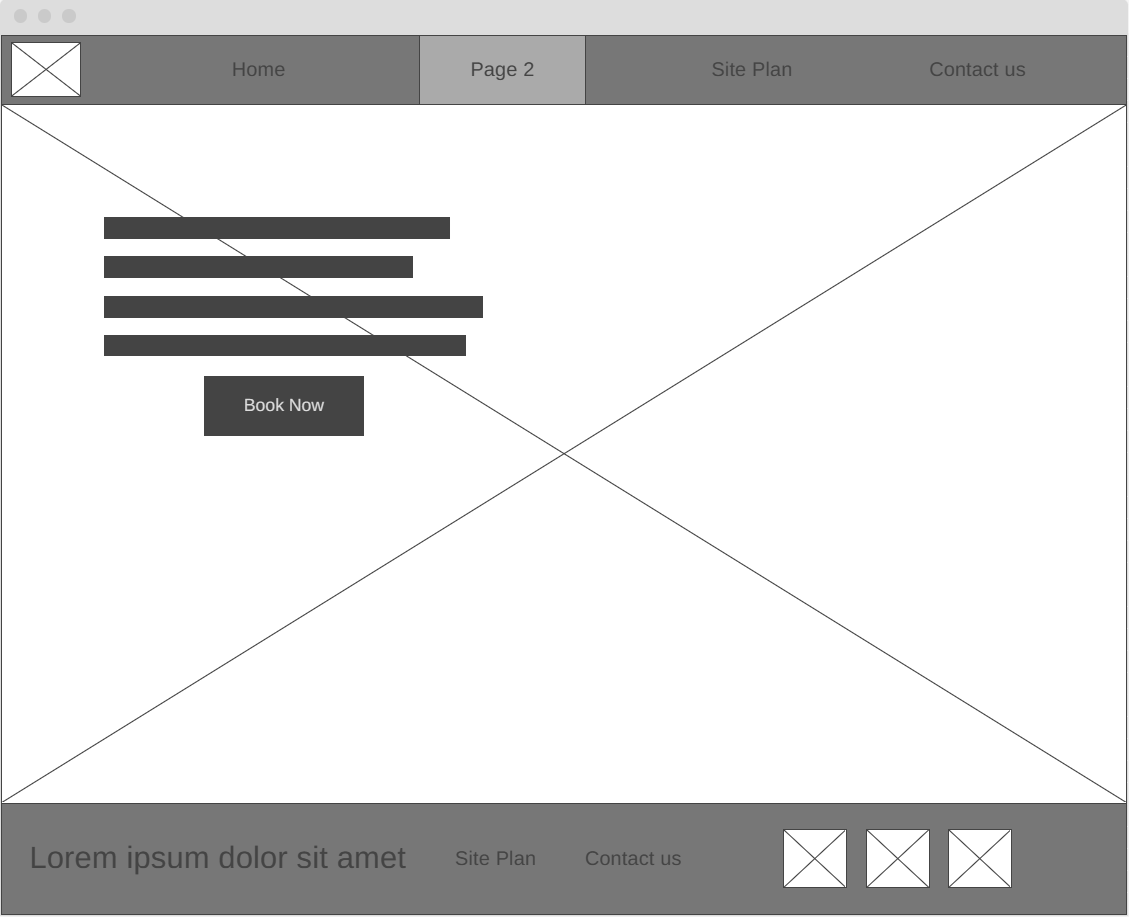 Home
Page 2
Site Plan
Contact us
Book Now
Lorem ipsum dolor sit amet
Site Plan
Contact us